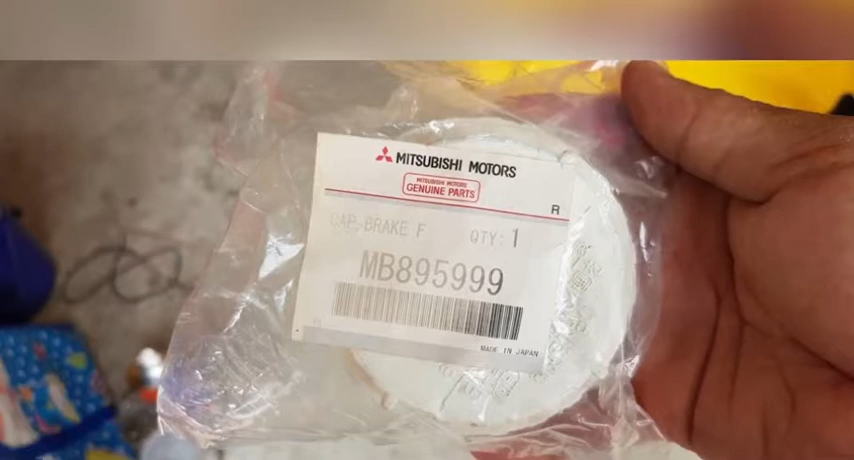 MITSUBISHI MOTORS
MITSUBISHI MOTORS
GENUINE PARTS
R
CAP,BRAKE F QTY: 1
MB895999
MADE IN JAPAN